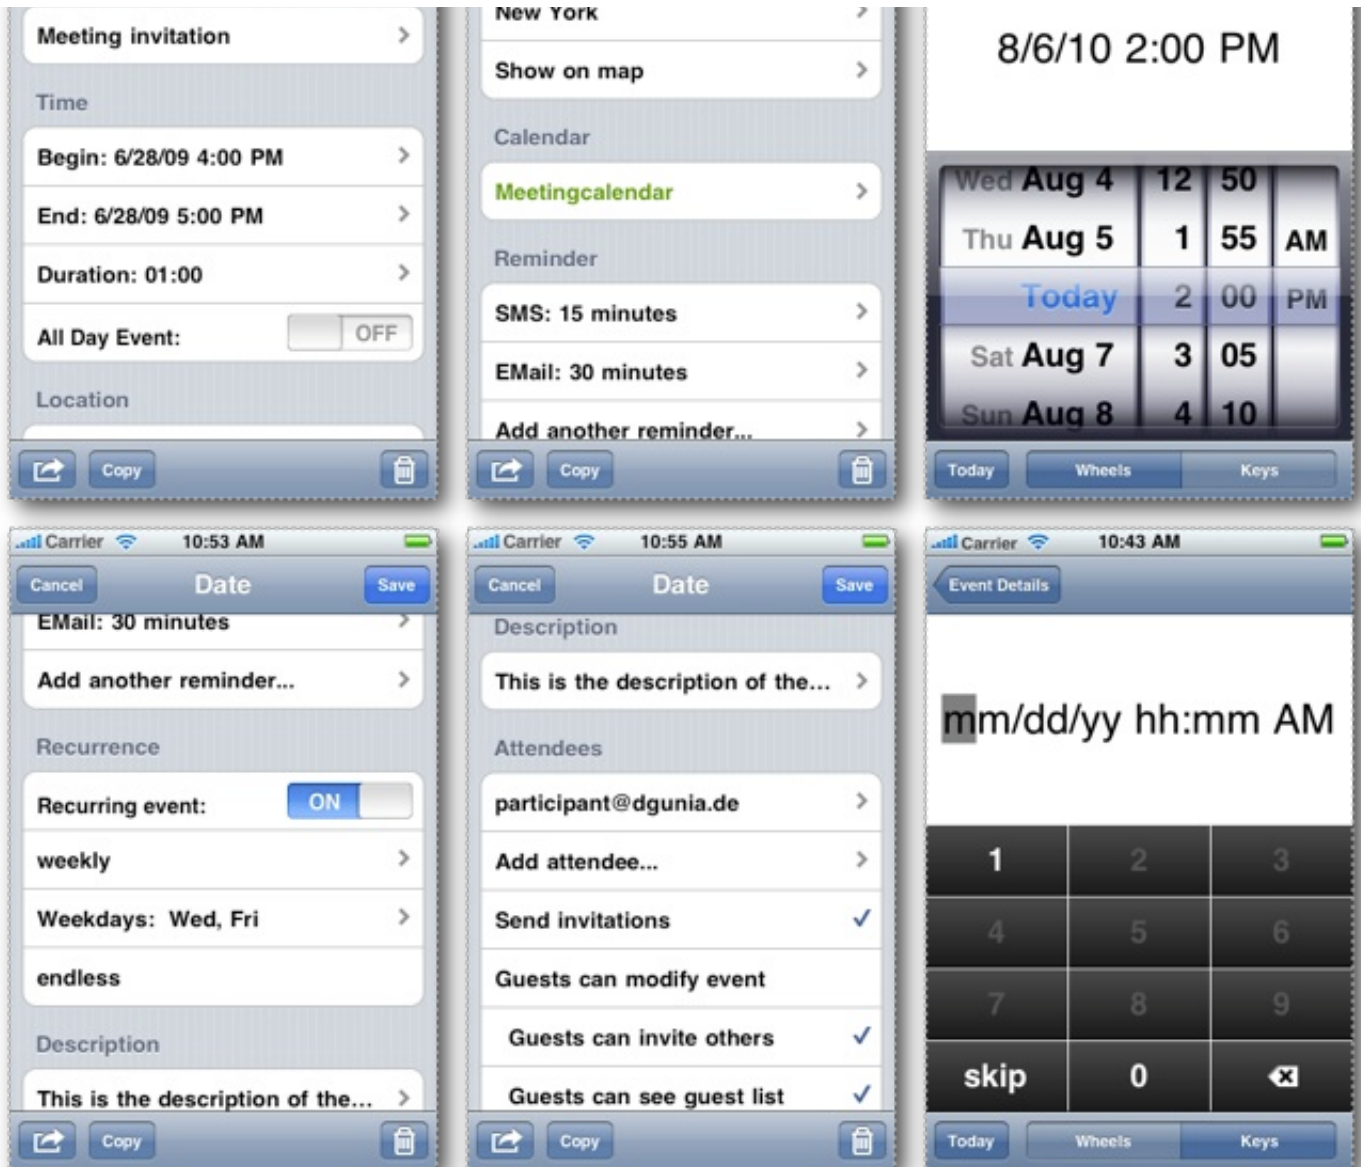 Meeting invitation
Time
Begin: 6/28/09 4:00 PM
End: 6/28/09 5:00 PM
Duration: 01:00
All Day Event: OFF
Location
Copy
New York
Show on map
Calendar
Meetingcalendar
Reminder
SMS: 15 minutes
EMail: 30 minutes
Add another reminder...
Copy
8/6/10 2:00 PM
Wed Aug 4 12 50
Thu Aug 5 1 55 AM
Today 2 00 PM
Sat Aug 7 3 05
Sun Aug 8 4 10
Today Wheels Keys
Carrier 10:53 AM
Cancel Date Save
EMail: 30 minutes
Add another reminder...
Recurrence
Recurring event: ON
weekly
Weekdays: Wed, Fri
endless
Description
This is the description of the...
Copy
Carrier 10:55 AM
Cancel Date Save
Description
This is the description of the...
Attendees
participant@dgunia.de
Add attendee...
Send invitations
Guests can modify event
Guests can invite others
Guests can see guest list
Copy
Carrier 10:43 AM
Event Details
mm/dd/yy hh:mm AM
1 2 3
4 5 6
7 8 9
skip 0
Today Wheels Keys